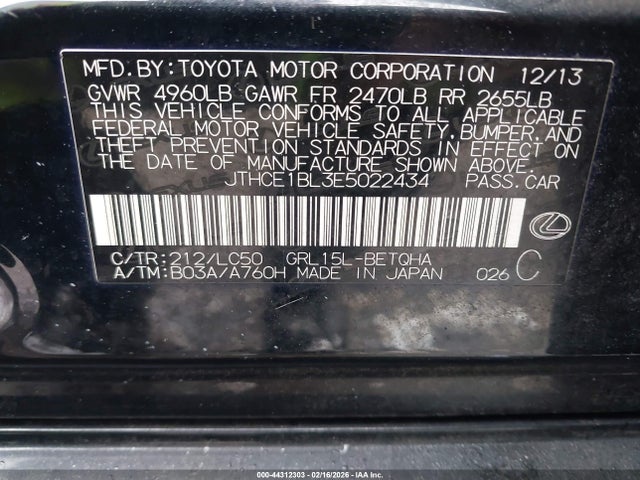 MFD.BY:TOYOTA MOTOR CORPORATION 12/13
GVWR 4960LB GAWR FR 2470LB RR 2655LB
THIS VEHICLE CONFORMS TO ALL APPLICABLE
FEDERAL MOTOR VEHICLE SAFETY,BUMPER,AND
THEFT PREVENTION STANDARDS IN EFFECT ON
THE DATE OF MANUFACTURE SHOWN ABOVE.
JTHCE1BL3E5022434 PASS.CAR
C/TR:212/LC50 GRL15L-BETQHA
A/TM:B03A/A760H MADE IN JAPAN 026 C
000-44312303 - 02/16/2026 - IAA Inc.